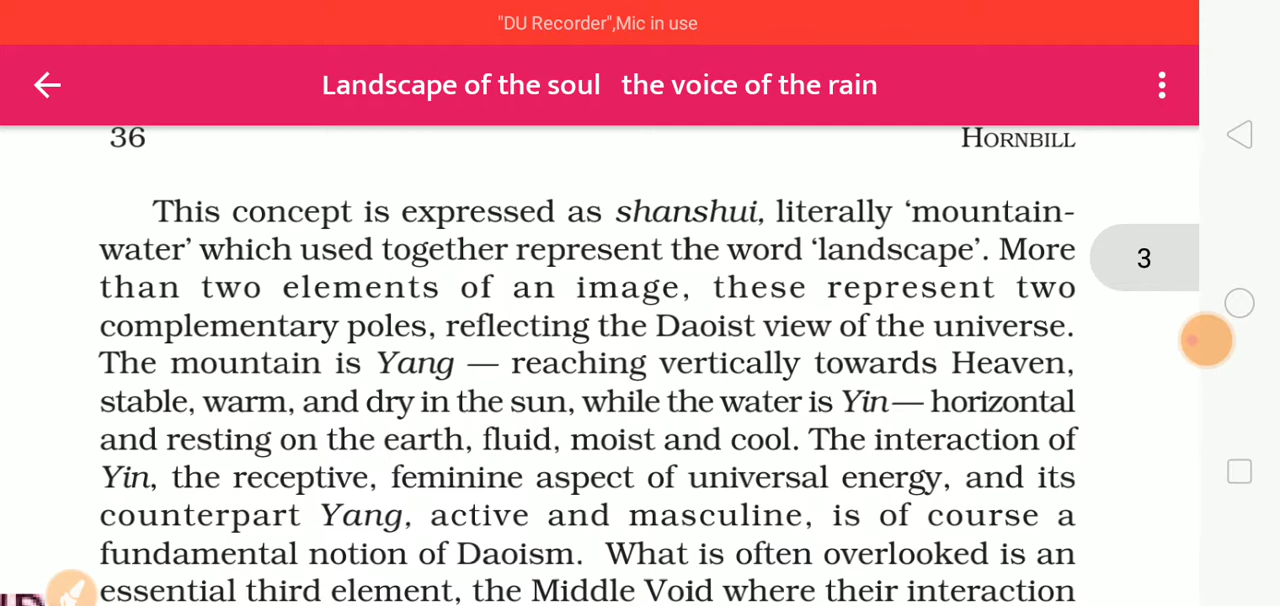 "DU Recorder",Mic in use
Landscape of the soul the voice of the rain
36 HORNBILL
This concept is expressed as shanshui, literally ‘mountain-
water’ which used together represent the word ‘landscape’. More
3
than two elements of an image, these represent two
complementary poles, reflecting the Daoist view of the universe.
The mountain is Yang — reaching vertically towards Heaven,
stable, warm, and dry in the sun, while the water is Yin— horizontal
and resting on the earth, fluid, moist and cool. The interaction of
Yin, the receptive, feminine aspect of universal energy, and its
counterpart Yang, active and masculine, is of course a
fundamental notion of Daoism. What is often overlooked is an
essential third element, the Middle Void where their interaction